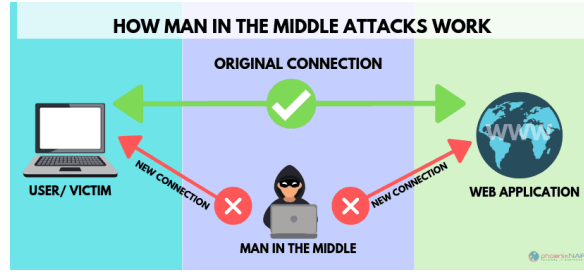 HOW MAN IN THE MIDDLE ATTACKS WORK
ORIGINAL CONNECTION
WWW
NEW CONNECTION
NEW CONNECTION
USER/ VICTIM
WEB APPLICATION
MAN IN THE MIDDLE
phoenixNAP